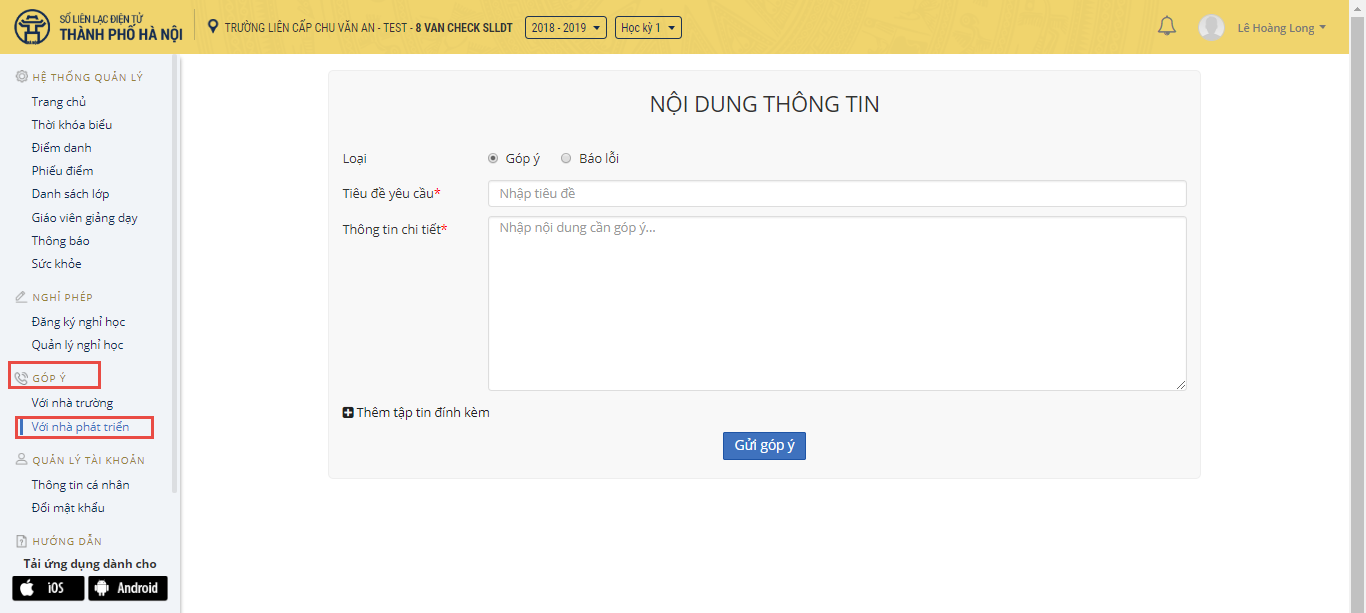 SỔ LIÊN LẠC ĐIỆN TỬ
THÀNH PHỐ HÀ NỘI
TRƯỜNG LIÊN CẤP CHU VĂN AN - TEST - 8 VAN CHECK SLLDT
2018 - 2019
Học kỳ 1
Lê Hoàng Long
HỆ THỐNG QUẢN LÝ
Trang chủ
Thời khóa biểu
Điểm danh
Phiếu điểm
Danh sách lớp
Giáo viên giảng dạy
Thông báo
Sức khỏe
NGHỈ PHÉP
Đăng ký nghỉ học
Quản lý nghỉ học
GÓP Ý
Với nhà trường
Với nhà phát triển
QUẢN LÝ TÀI KHOẢN
Thông tin cá nhân
Đổi mật khẩu
HƯỚNG DẪN
Tải ứng dụng dành cho
iOS
Android
NỘI DUNG THÔNG TIN
Loại
Góp ý
Báo lỗi
Tiêu đề yêu cầu*
Nhập tiêu đề
Thông tin chi tiết*
Nhập nội dung cần góp ý...
Thêm tập tin đính kèm
Gửi góp ý